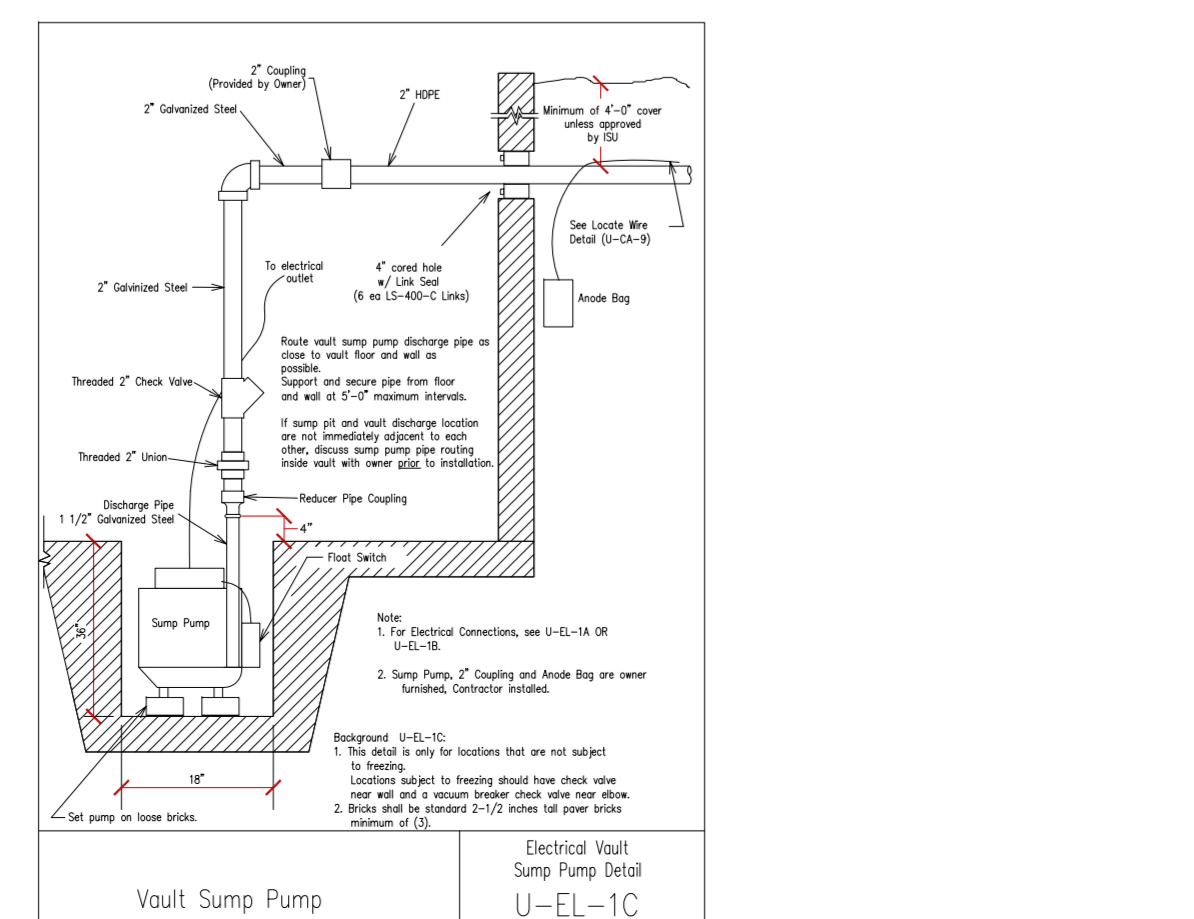 2" Coupling
(Provided by Owner)
2" HDPE
2" Galvanized Steel
Minimum of 4'-0" cover
unless approved
by ISU
See Locate Wire
Detail (U-CA-9)
To electrical
outlet
4" cored hole
w/ Link Seal
(6 ea LS-400-C Links)
2" Galvinized Steel
Anode Bag
Route vault sump pump discharge pipe as
close to vault floor and wall as
possible.
Support and secure pipe from floor
and wall at 5'-0" maximum intervals.
Threaded 2" Check Valve
If sump pit and vault discharge location
are not immediately adjacent to each
other, discuss sump pump pipe routing
inside vault with owner prior to installation.
Threaded 2" Union
Reducer Pipe Coupling
Discharge Pipe
1 1/2" Galvanized Steel
4"
Float Switch
Sump Pump
36"
Note:
1. For Electrical Connections, see U-EL-1A OR
U-EL-1B.
2. Sump Pump, 2" Coupling and Anode Bag are owner
furnished, Contractor installed.
Background U-EL-1C:
1. This detail is only for locations that are not subject
to freezing.
Locations subject to freezing should have check valve
near wall and a vacuum breaker check valve near elbow.
2. Bricks shall be standard 2-1/2 inches tall paver bricks
minimum of (3).
18"
Set pump on loose bricks.
Vault Sump Pump
Electrical Vault
Sump Pump Detail
U-EL-1C